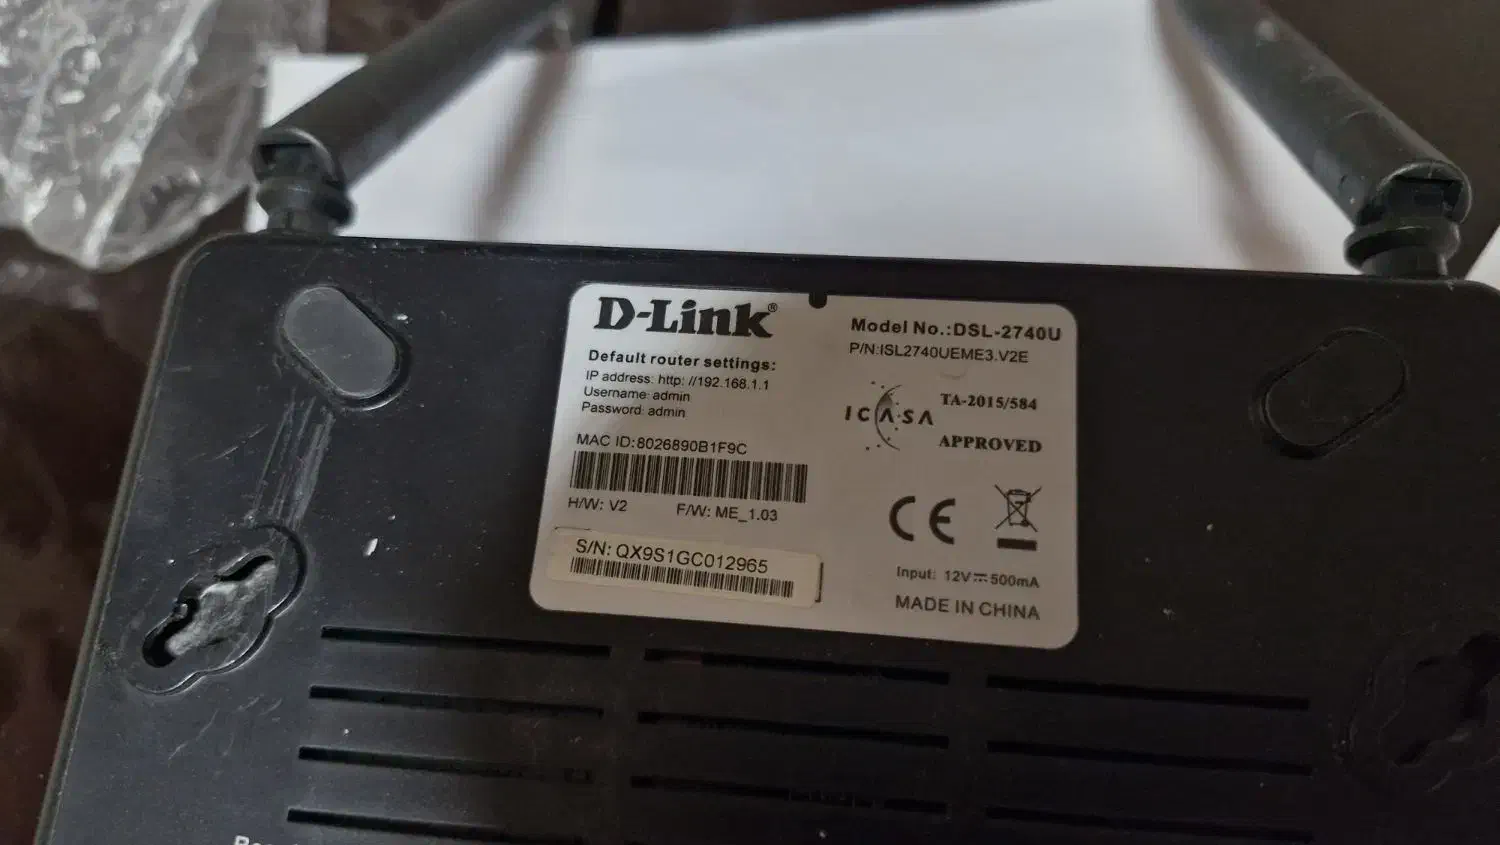 D-Link®
Default router settings:
IP address: http: //192.168.1.1
Username: admin
Password: admin
MAC ID:8026890B1F9C
H/W: V2 F/W: ME_1.03
S/N: QX9S1GC012965
Model No.:DSL-2740U
P/N:ISL2740UEME3.V2E
ICASA
TA-2015/584
APPROVED
CE
Input: 12V⎓500mA
MADE IN CHINA